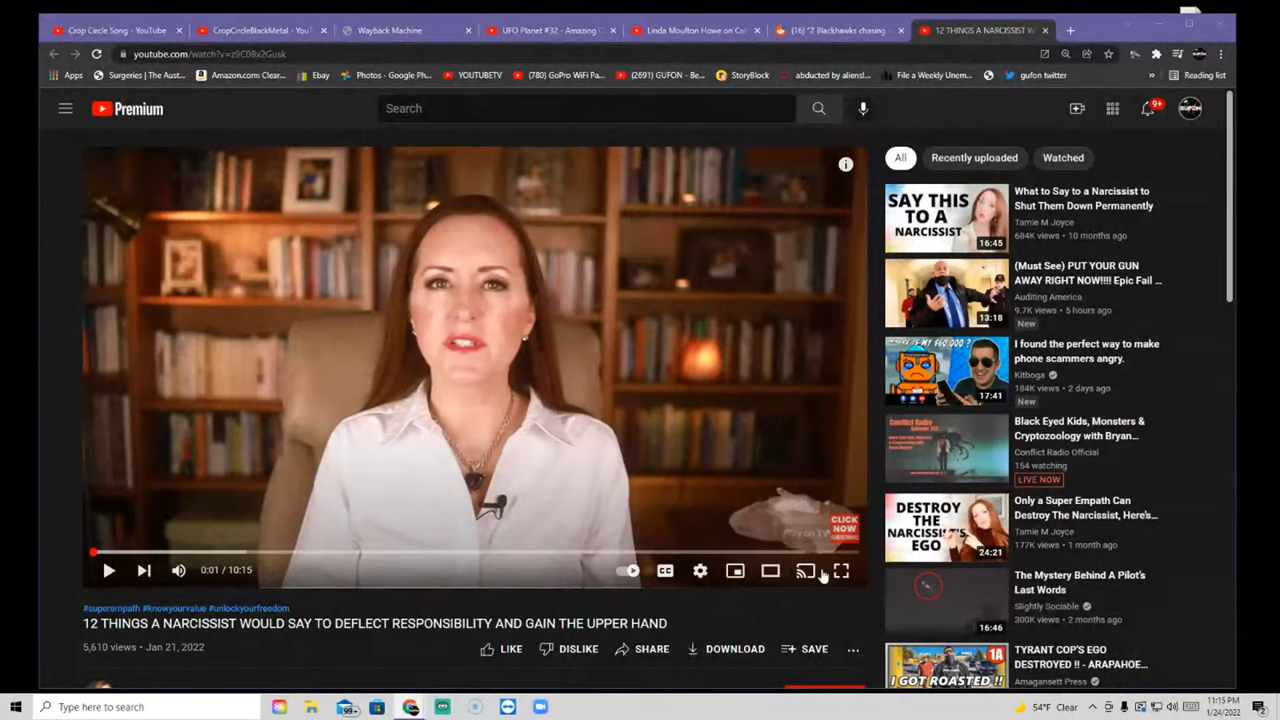 Crop Circle Song - YouTube
CropCircleBlackMetal - YouTu
Wayback Machine
UFO Planet #32 - Amazing C
Linda Moulton Howe on Ca
(16) "2 Blackhawks chasing
12 THINGS A NARCISSIST W
youtube.com/watch?v=z9C08x2Gusk
Apps
Surgeries | The Aust...
Amazon.com: Clear...
Ebay
Photos - Google Ph...
YOUTUBETV
(780) GoPro WiFi Pa...
(2691) GUFON - Be...
StoryBlock
abducted by aliensl...
File a Weekly Unem...
gufon twitter
»
Reading list
Premium
Search
9+
GUFON
All
Recently uploaded
Watched
SAY THIS
TO A
NARCISSIST
16:45
What to Say to a Narcissist to
Shut Them Down Permanently
Tamie M Joyce
684K views • 10 months ago
13:18
(Must See) PUT YOUR GUN
AWAY RIGHT NOW!!!! Epic Fail ...
Auditing America
9.7K views • 5 hours ago
New
WHERE IS MY $60,000?
17:41
I found the perfect way to make
phone scammers angry.
Kitboga
184K views • 2 days ago
New
Conflict Radio
Black Eyed Kids, Monsters &
Cryptozoology with Bryan...
Conflict Radio Official
154 watching
LIVE NOW
DESTROY
THE
NARCISSIST'S
EGO
24:21
Only a Super Empath Can
Destroy The Narcissist, Here's...
Tamie M Joyce
177K views • 1 month ago
16:46
The Mystery Behind A Pilot's
Last Words
Slightly Sociable
300K views • 2 months ago
1A
I GOT ROASTED !!
TYRANT COP'S EGO
DESTROYED !! - ARAPAHOE...
Amagansett Press
CLICK
NOW
SUBSCRIBE
Play on TV
0:01 / 10:15
CC
#superempath #knowyourvalue #unlockyourfreedom
12 THINGS A NARCISSIST WOULD SAY TO DEFLECT RESPONSIBILITY AND GAIN THE UPPER HAND
5,610 views • Jan 21, 2022
LIKE
DISLIKE
SHARE
DOWNLOAD
SAVE
...
Type here to search
99+
54°F Clear
11:15 PM
1/24/2022
2